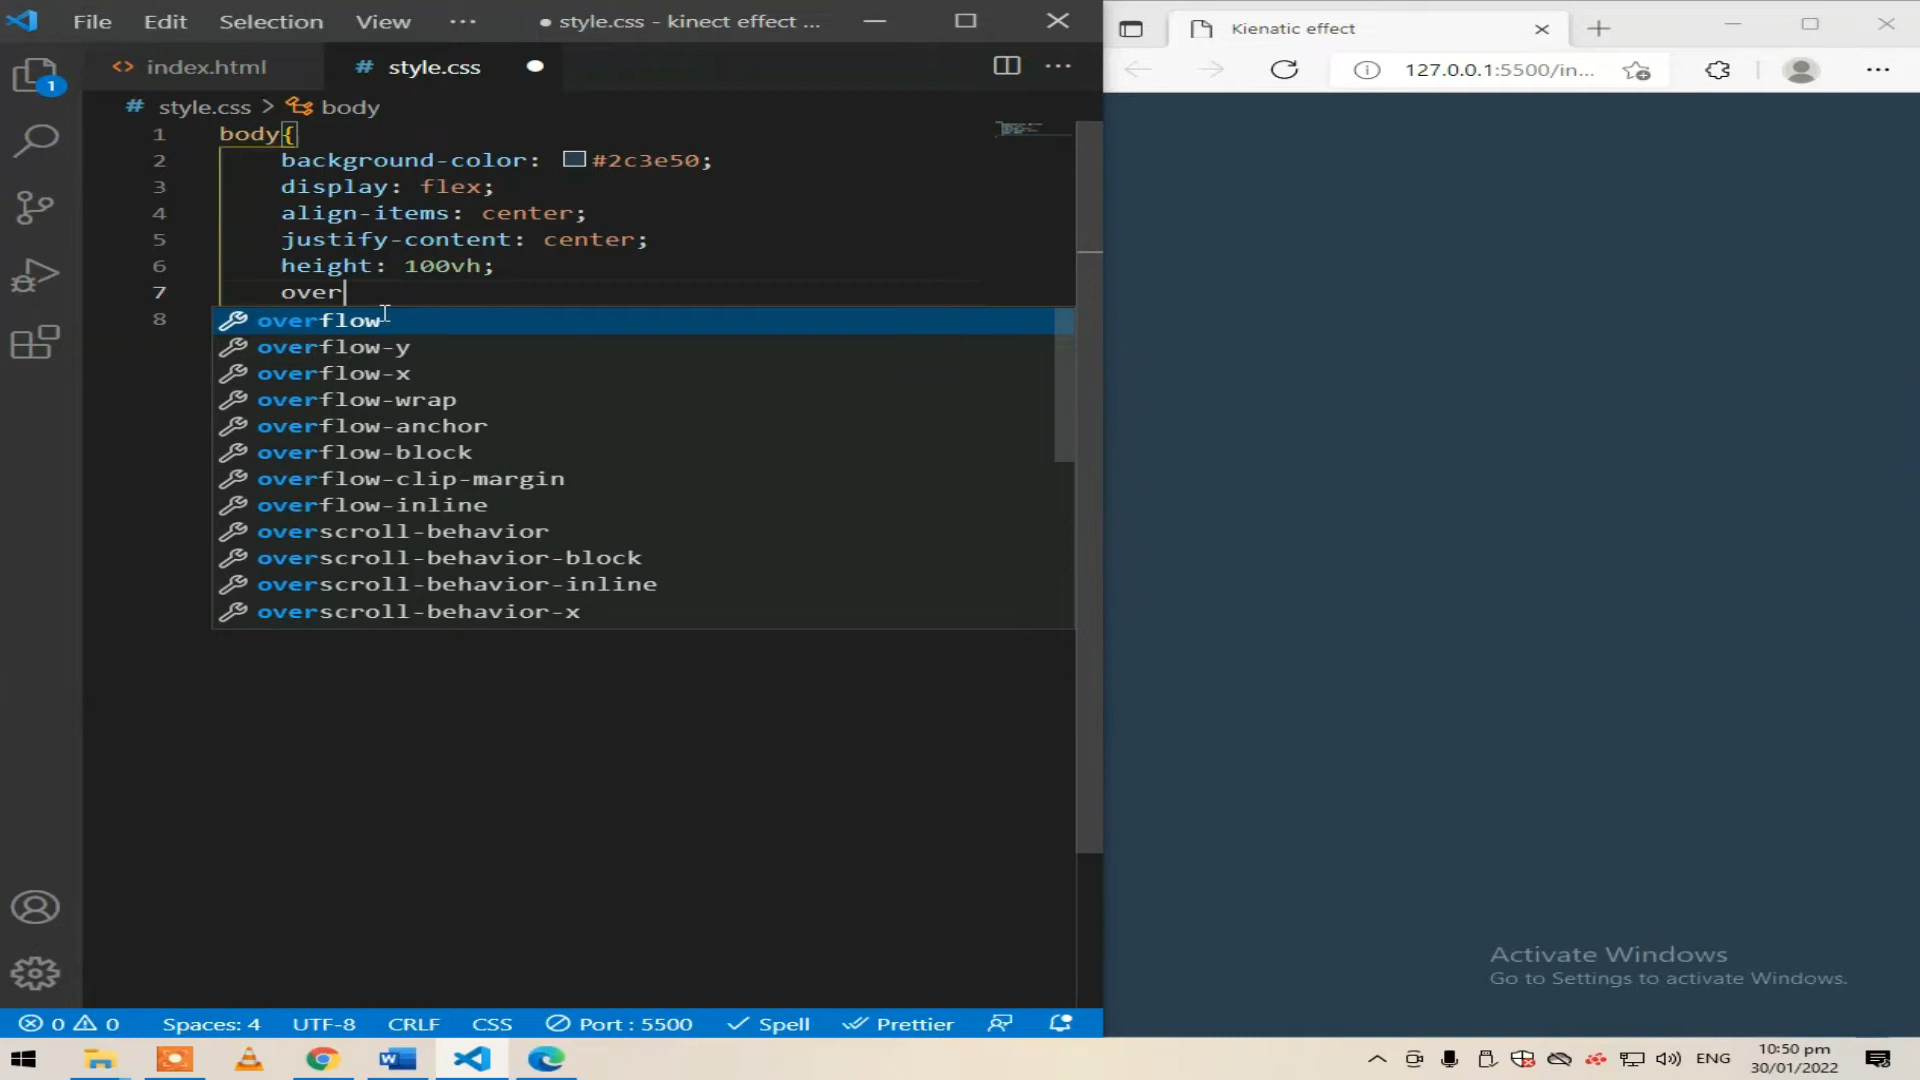 File Edit Selection View ··· ● style.css - kinect effect ...
<> index.html # style.css ●
# style.css > body
1 body{
2 background-color: #2c3e50;
3 display: flex;
4 align-items: center;
5 justify-content: center;
6 height: 100vh;
7 over
8
overflow
overflow-y
overflow-x
overflow-wrap
overflow-anchor
overflow-block
overflow-clip-margin
overflow-inline
overscroll-behavior
overscroll-behavior-block
overscroll-behavior-inline
overscroll-behavior-x
1
0 0 Spaces: 4 UTF-8 CRLF CSS Port : 5500 Spell Prettier
Kienatic effect
127.0.0.1:5500/in...
Activate Windows
Go to Settings to activate Windows.
ENG
10:50 pm
30/01/2022